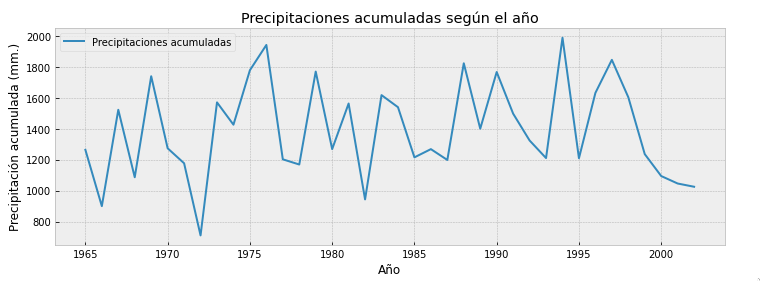 Precipitaciones acumuladas según el año
Precipitaciones acumuladas
Precipitación acumulada (mm.)
2000
1800
1600
1400
1200
1000
800
1965 1970 1975 1980 1985 1990 1995 2000
Año